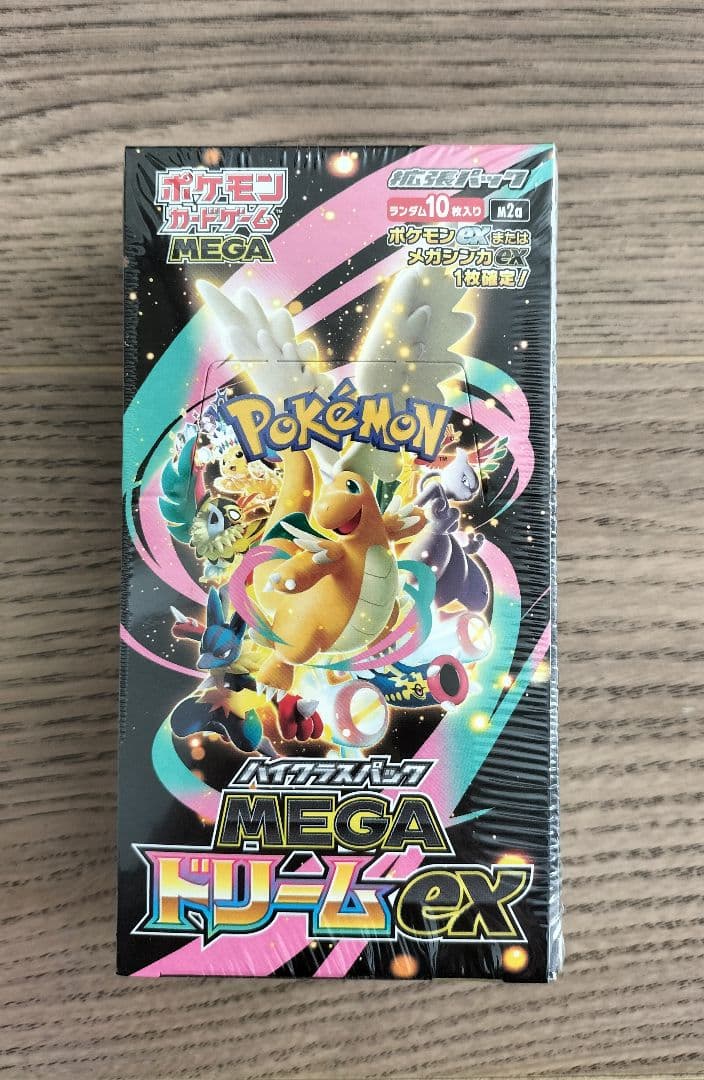 ポケモン
カードゲーム™
MEGA
拡張パック
ランダム10枚入り M2a
ポケモンexまたは
メガシンカex
1枚確定!
POKéMON™
ハイクラスパック
MEGA
ドリームex